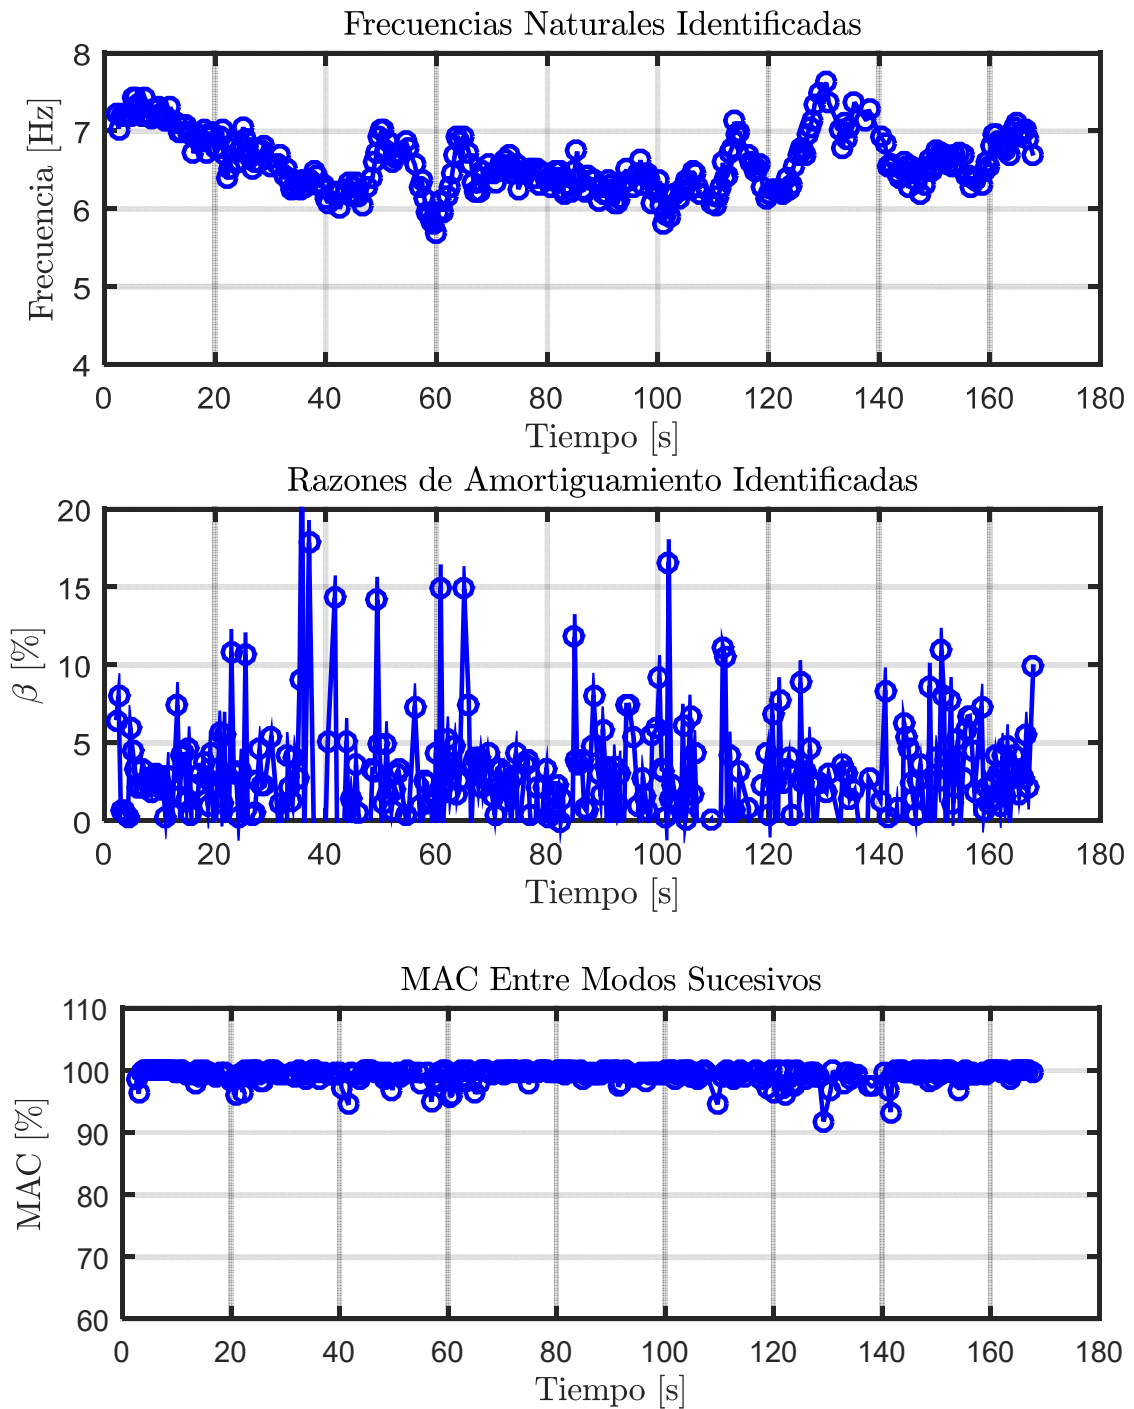 Frecuencias Naturales Identificadas
8
7
6
5
4
Frecuencia [Hz]
0 20 40 60 80 100 120 140 160 180
Tiempo [s]
Razones de Amortiguamiento Identificadas
20
15
10
5
0
β [%]
0 20 40 60 80 100 120 140 160 180
Tiempo [s]
MAC Entre Modos Sucesivos
110
100
90
80
70
60
MAC [%]
0 20 40 60 80 100 120 140 160 180
Tiempo [s]